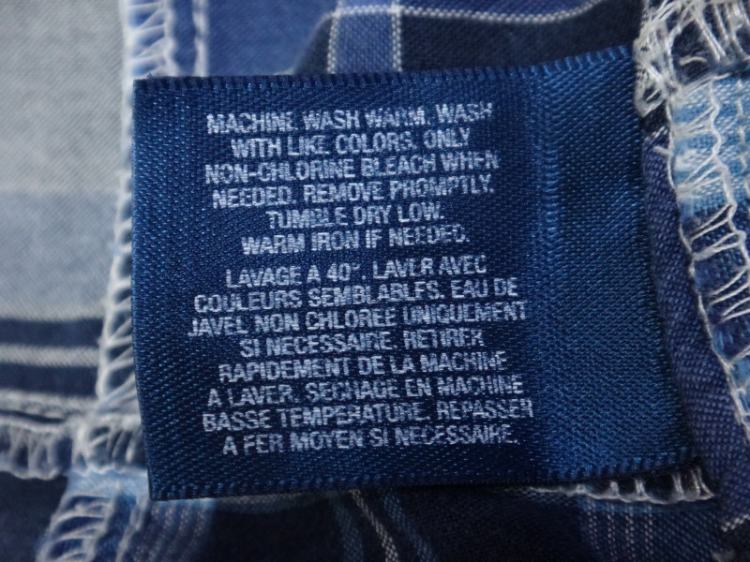 MACHINE WASH WARM. WASH
WITH LIKE COLORS. ONLY
NON-CHLORINE BLEACH WHEN
NEEDED. REMOVE PROMPTLY.
TUMBLE DRY LOW.
WARM IRON IF NEEDED.
LAVAGE A 40°. LAVER AVEC
COULEURS SEMBLABLES. EAU DE
JAVEL NON CHLOREE UNIQUEMENT
SI NECESSAIRE. RETIRER
RAPIDEMENT DE LA MACHINE
A LAVER. SECHAGE EN MACHINE
BASSE TEMPERATURE. REPASSER
A FER MOYEN SI NECESSAIRE.